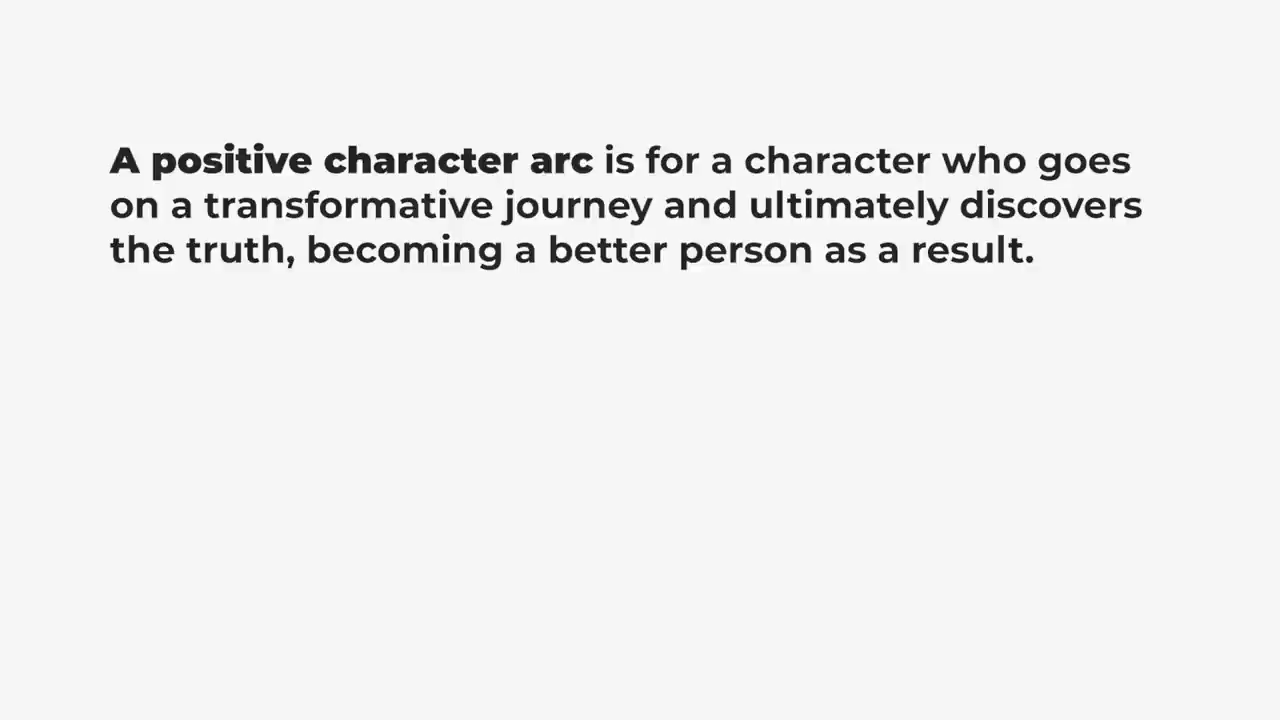 A positive character arc is for a character who goes
on a transformative journey and ultimately discovers
the truth, becoming a better person as a result.